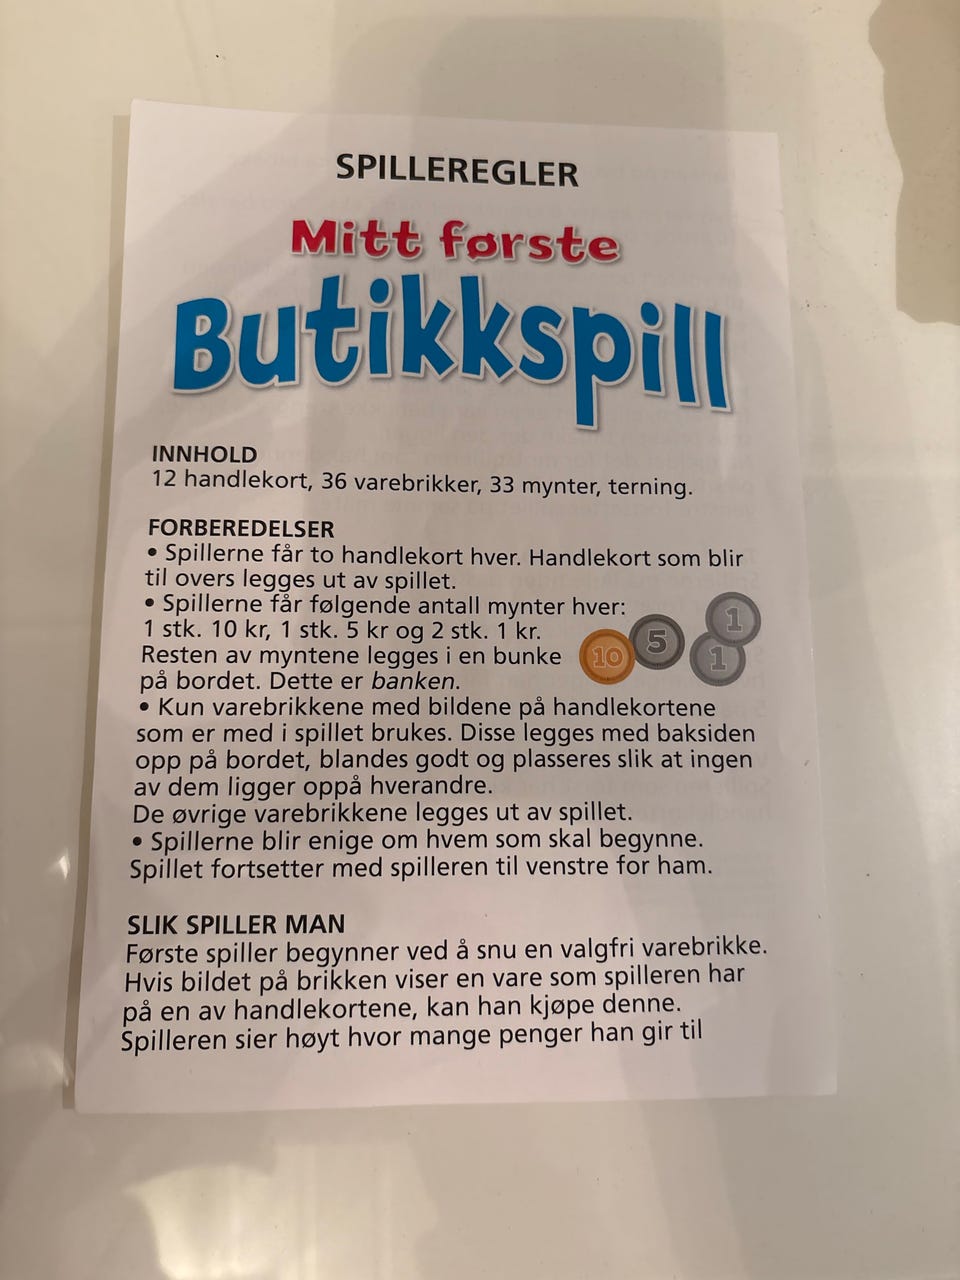 SPILLEREGLER
Mitt første
Butikkspill
INNHOLD
12 handlekort, 36 varebrikker, 33 mynter, terning.
FORBEREDELSER
• Spillerne får to handlekort hver. Handlekort som blir
til overs legges ut av spillet.
• Spillerne får følgende antall mynter hver:
1 stk. 10 kr, 1 stk. 5 kr og 2 stk. 1 kr.
Resten av myntene legges i en bunke
på bordet. Dette er banken.
10 5 1 1
• Kun varebrikkene med bildene på handlekortene
som er med i spillet brukes. Disse legges med baksiden
opp på bordet, blandes godt og plasseres slik at ingen
av dem ligger oppå hverandre.
De øvrige varebrikkene legges ut av spillet.
• Spillerne blir enige om hvem som skal begynne.
Spillet fortsetter med spilleren til venstre for ham.
SLIK SPILLER MAN
Første spiller begynner ved å snu en valgfri varebrikke.
Hvis bildet på brikken viser en vare som spilleren har
på en av handlekortene, kan han kjøpe denne.
Spilleren sier høyt hvor mange penger han gir til